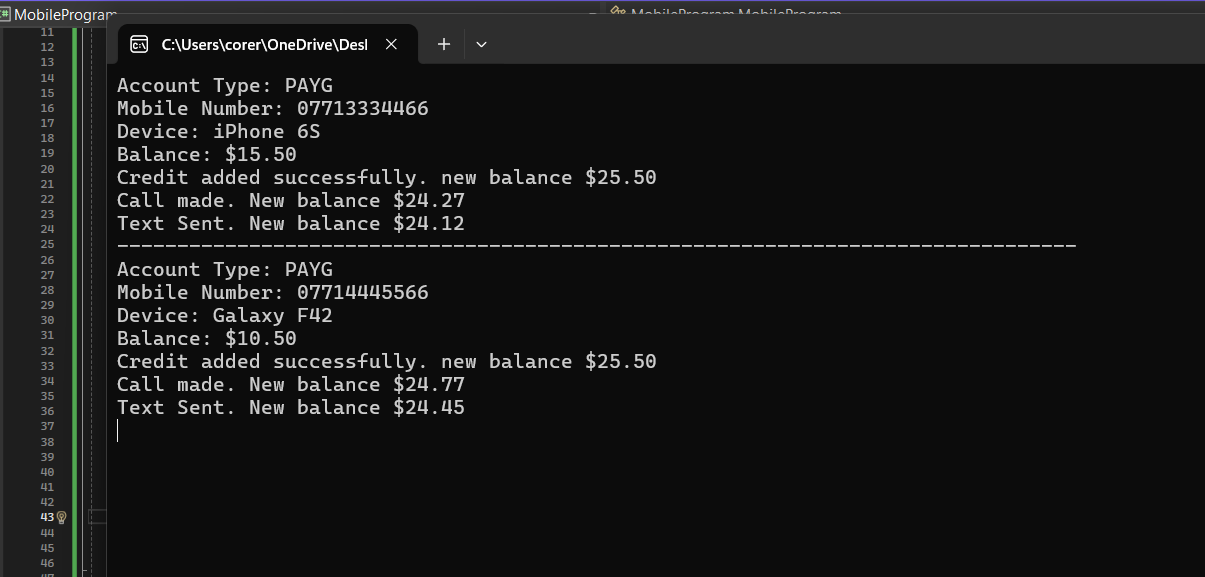 MobileProgram
MobileProgram.MobileProgram
C:\Users\corer\OneDrive\Desl
11
12
13
14
15
16
17
18
19
20
21
22
23
24
25
26
27
28
29
30
31
32
33
34
35
36
37
38
39
40
41
42
43
44
45
46
47
Account Type: PAYG
Mobile Number: 07713334466
Device: iPhone 6S
Balance: $15.50
Credit added successfully. new balance $25.50
Call made. New balance $24.27
Text Sent. New balance $24.12
--------------------------------------------------------------------------------
Account Type: PAYG
Mobile Number: 07714445566
Device: Galaxy F42
Balance: $10.50
Credit added successfully. new balance $25.50
Call made. New balance $24.77
Text Sent. New balance $24.45